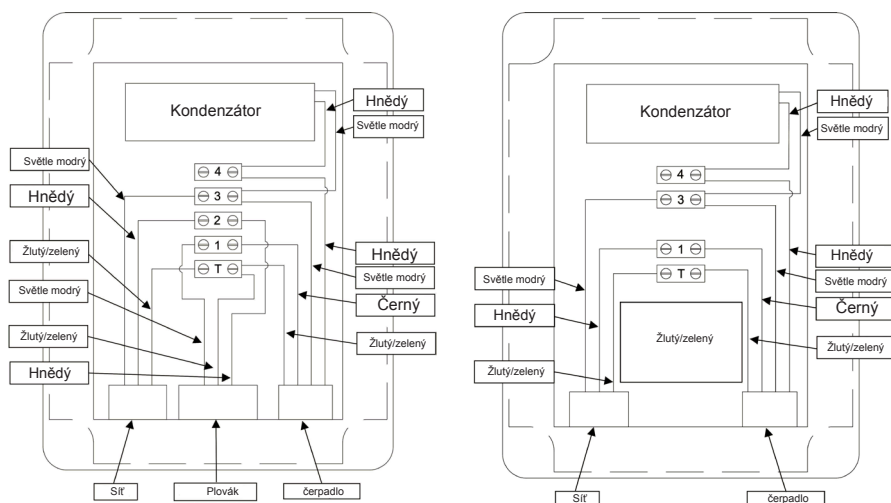 Kondenzátor
Hnědý
Světle modrý
Světle modrý
Hnědý
Žlutý/zelený
Světle modrý
Žlutý/zelený
Hnědý
4
3
2
1
T
Hnědý
Světle modrý
Černý
Žlutý/zelený
Síť
Plovák
čerpadlo
Kondenzátor
Hnědý
Světle modrý
4
3
1
T
Světle modrý
Hnědý
Žlutý/zelený
Žlutý/zelený
Hnědý
Světle modrý
Černý
Žlutý/zelený
Síť
čerpadlo